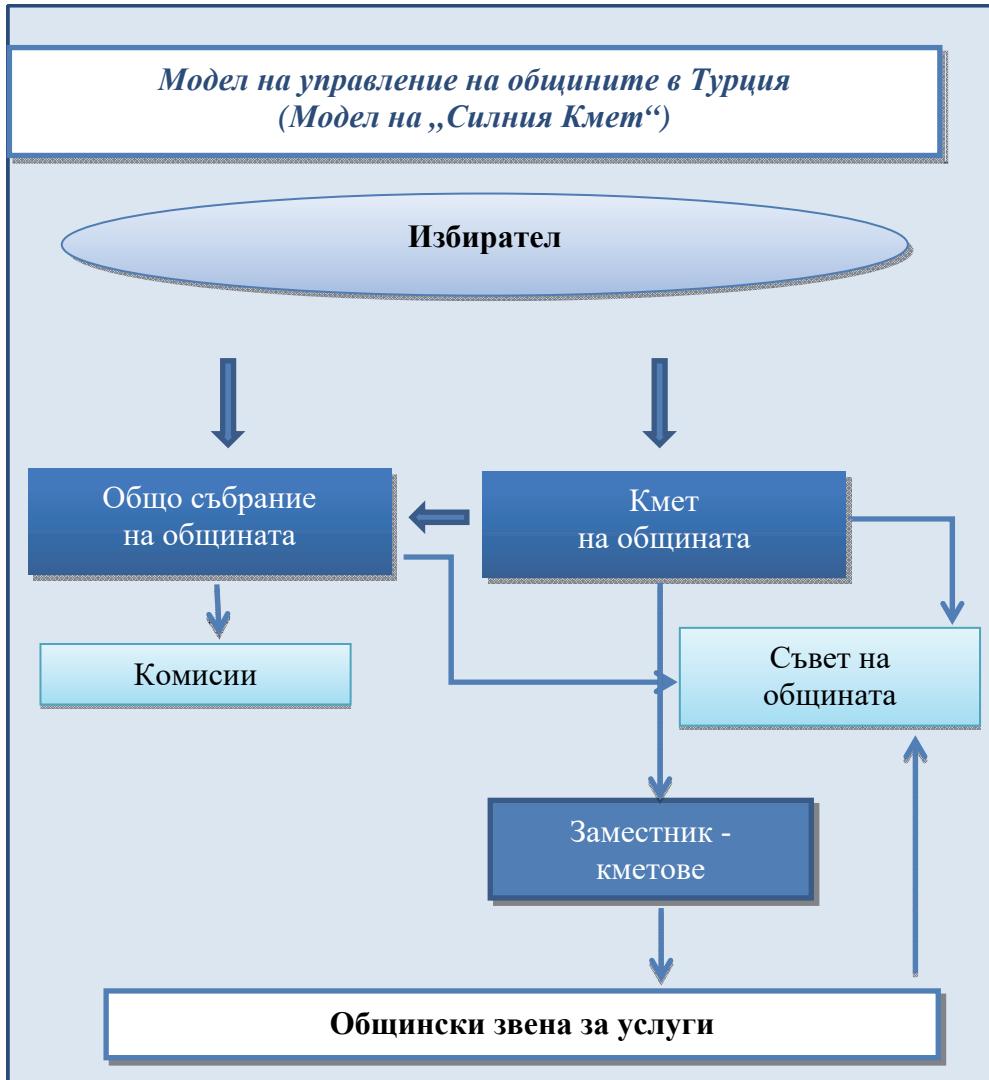 Модел на управление на общините в Турция
(Модел на „Силния Кмет“)
Избирател
Общо събрание
на общината
Кмет
на общината
Комисии
Съвет на
общината
Заместник -
кметове
Общински звена за услуги